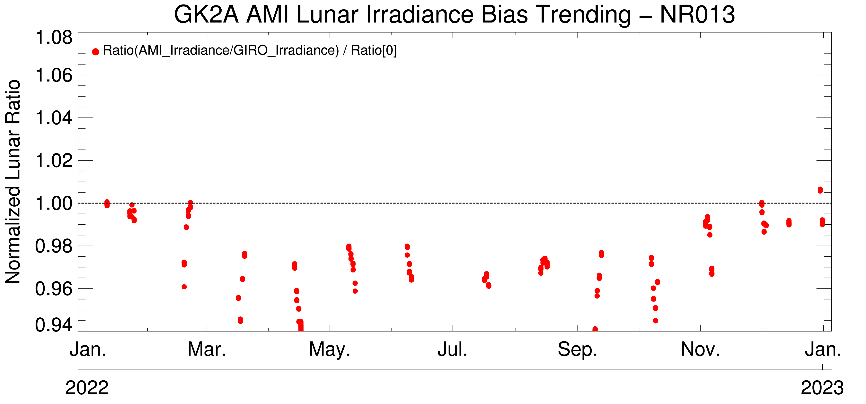 GK2A AMI Lunar Irradiance Bias Trending − NR013
Ratio(AMI_Irradiance/GIRO_Irradiance) / Ratio[0]
Normalized Lunar Ratio
1.08
1.06
1.04
1.02
1.00
0.98
0.96
0.94
Jan. Mar. May. Jul. Sep. Nov. Jan.
2022 2023